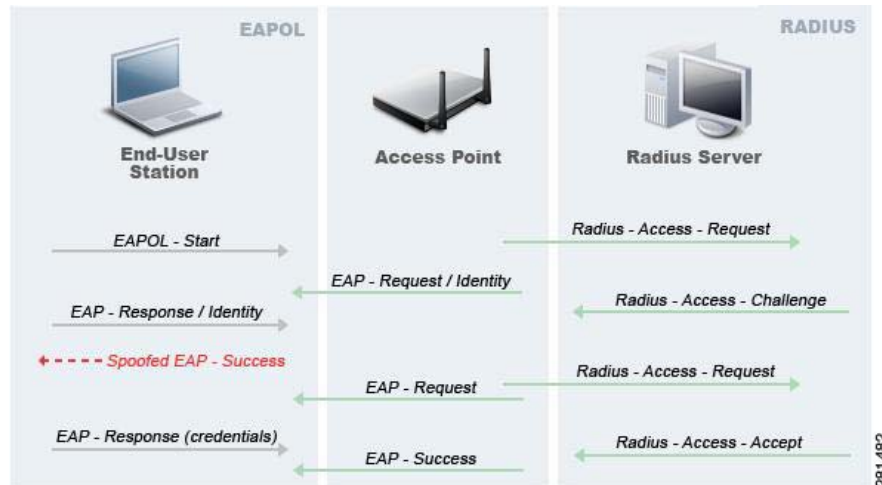 EAPOL
RADIUS
End-User
Station
Access Point
Radius Server
EAPOL - Start
Radius - Access - Request
EAP - Request / Identity
EAP - Response / Identity
Radius - Access - Challenge
Spoofed EAP - Success
EAP - Request
Radius - Access - Request
EAP - Response (credentials)
EAP - Success
Radius - Access - Accept
281482